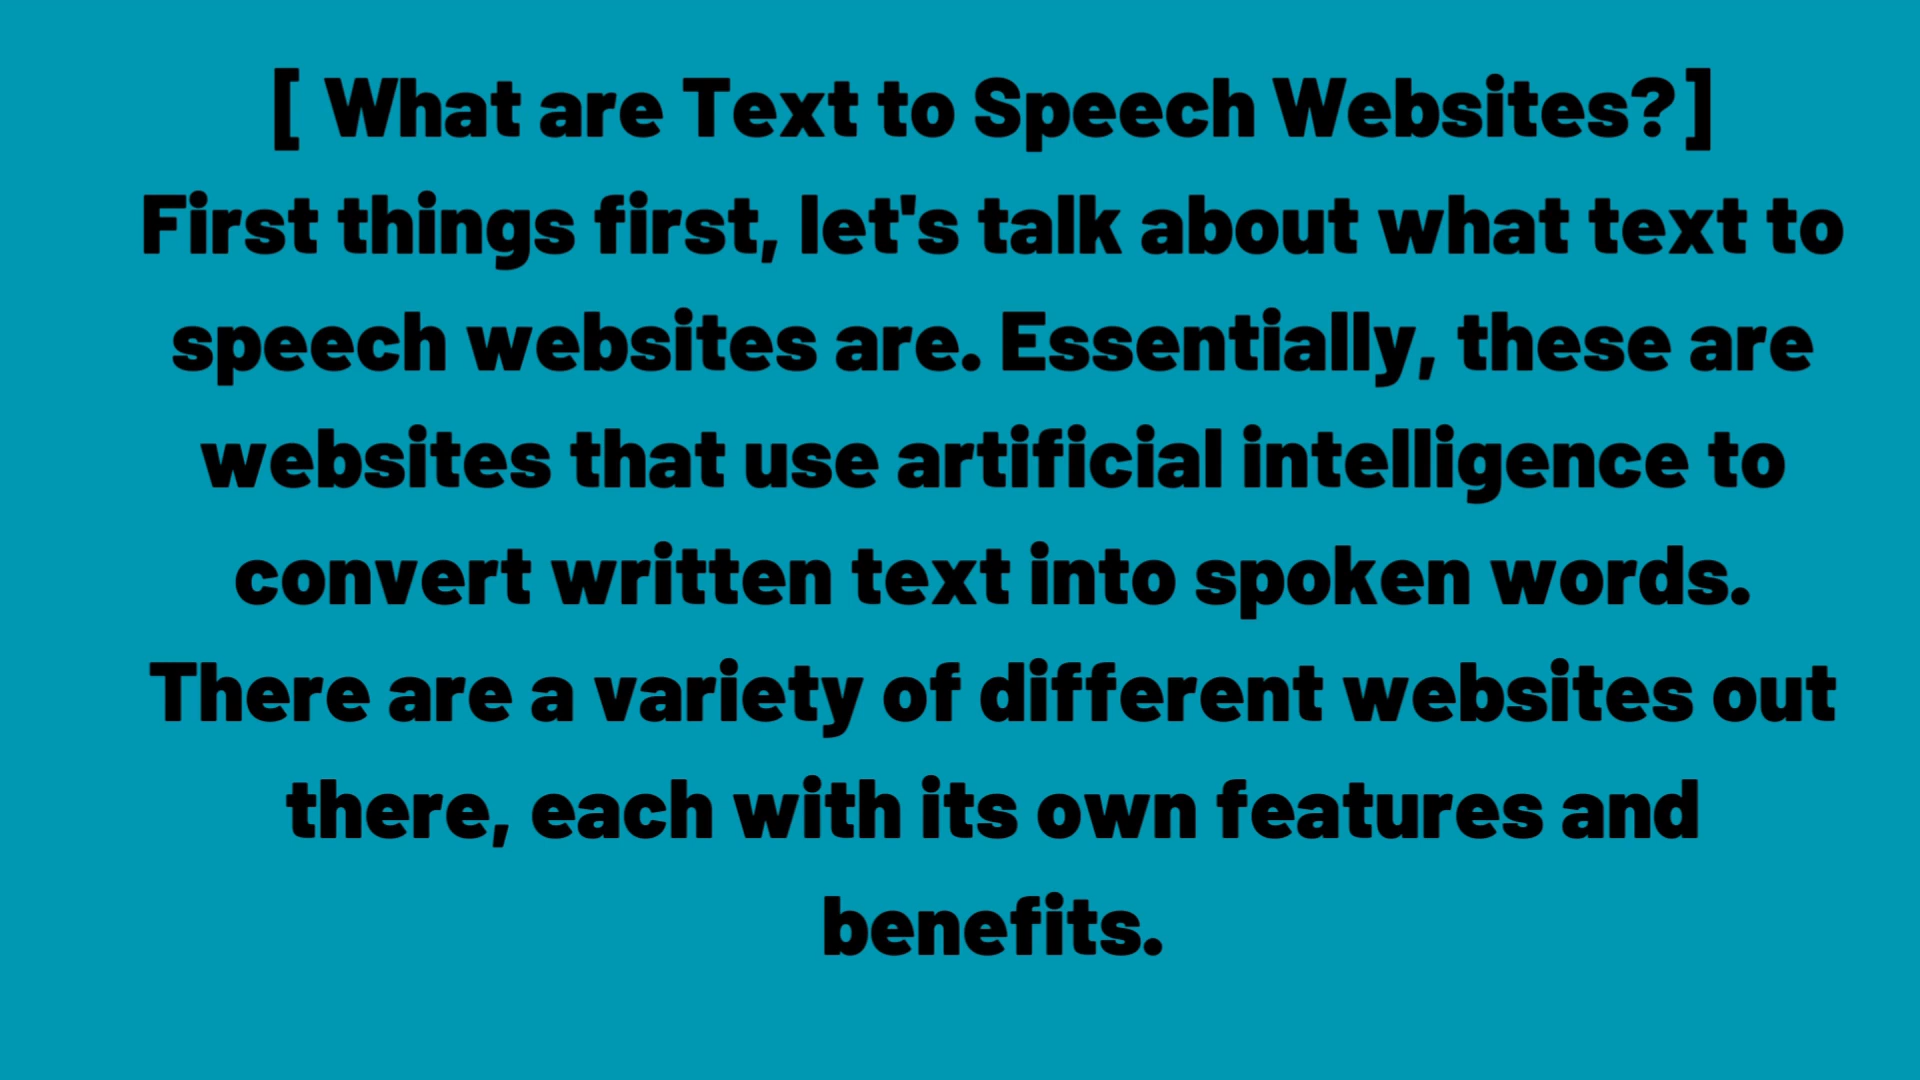 [ What are Text to Speech Websites?]
First things first, let's talk about what text to
speech websites are. Essentially, these are
websites that use artificial intelligence to
convert written text into spoken words.
There are a variety of different websites out
there, each with its own features and
benefits.